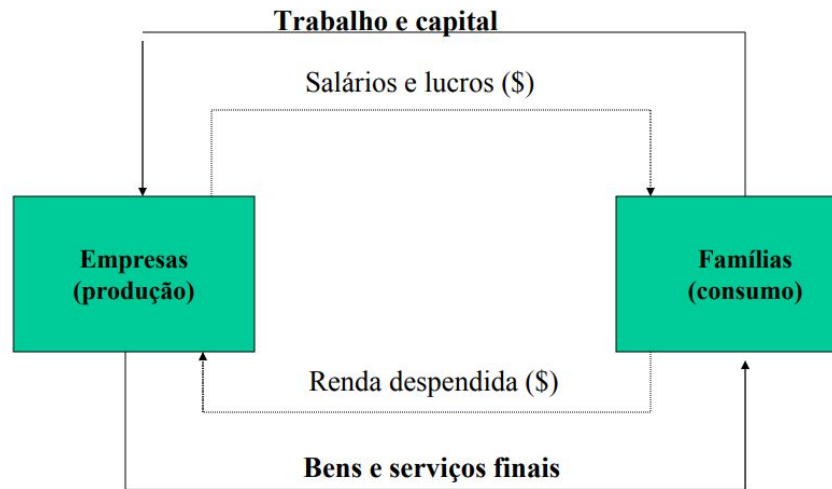 Trabalho e capital
Salários e lucros ($)
Empresas
(produção)
Famílias
(consumo)
Renda despendida ($)
Bens e serviços finais